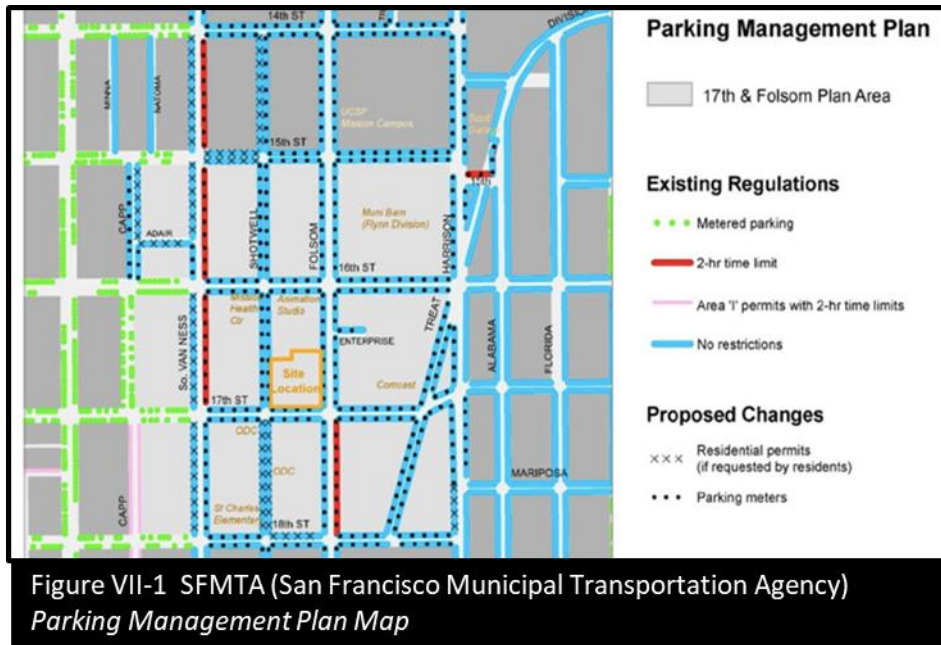 14th ST
DIVISION
MINNA
NATOMA
UCSF
Mission Campus
15th ST
15th
CAPP
ADAIR
SHOTWELL
FOLSOM
Muni Barn
(Flynn Division)
HARRISON
16th ST
So. VAN NESS
Mission
Health
Ctr
Animation
Studio
TREAT
ENTERPRISE
ALABAMA
FLORIDA
Site
Location
Comcast
17th ST
ODC
ODC
MARIPOSA
CAPP
St Charles
Elementary
18th ST
Parking Management Plan
17th & Folsom Plan Area
Existing Regulations
Metered parking
2-hr time limit
Area 'I' permits with 2-hr time limits
No restrictions
Proposed Changes
Residential permits
(if requested by residents)
Parking meters
Figure VII-1 SFMTA (San Francisco Municipal Transportation Agency)
Parking Management Plan Map